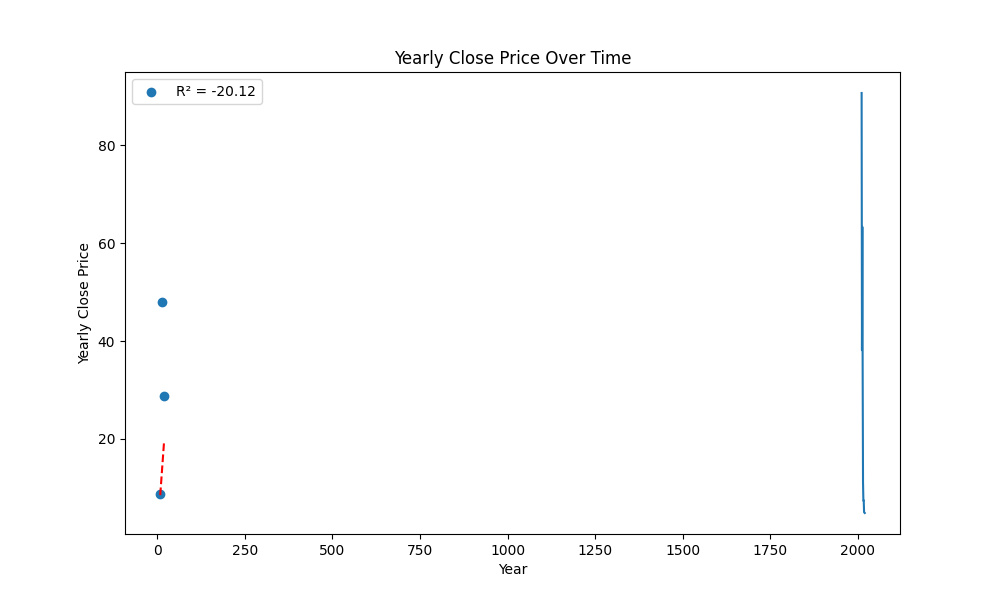 Yearly Close Price Over Time
R² = -20.12
80
60
40
20
Yearly Close Price
0 250 500 750 1000 1250 1500 1750 2000
Year